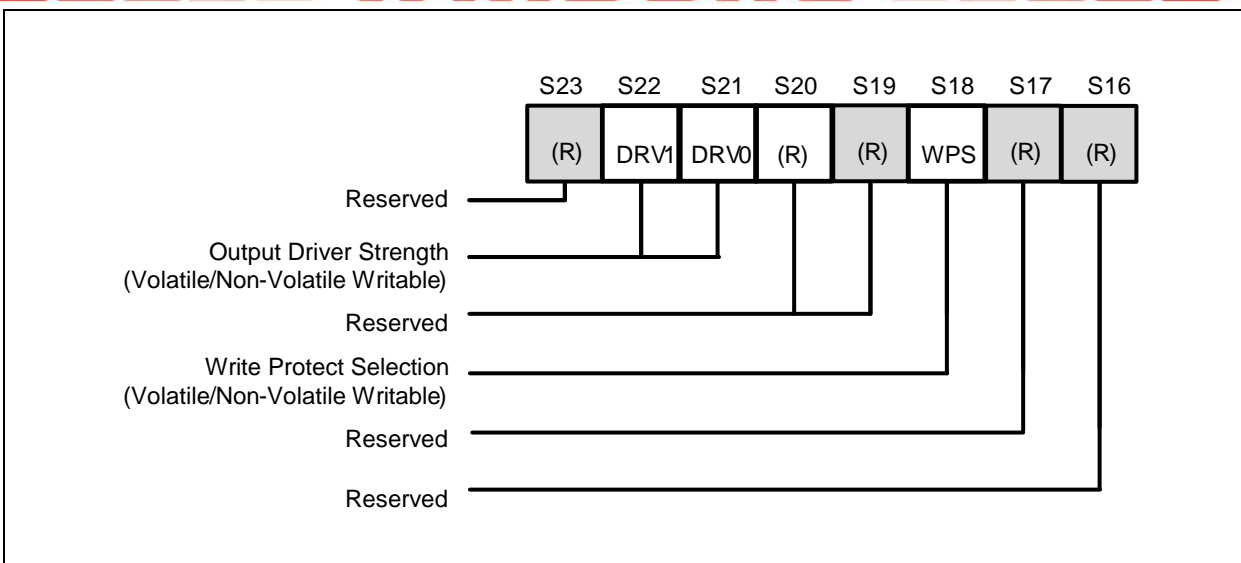 S23 S22 S21 S20 S19 S18 S17 S16
(R) DRV1 DRV0 (R) (R) WPS (R) (R)
Reserved
Output Driver Strength
(Volatile/Non-Volatile Writable)
Reserved
Write Protect Selection
(Volatile/Non-Volatile Writable)
Reserved
Reserved